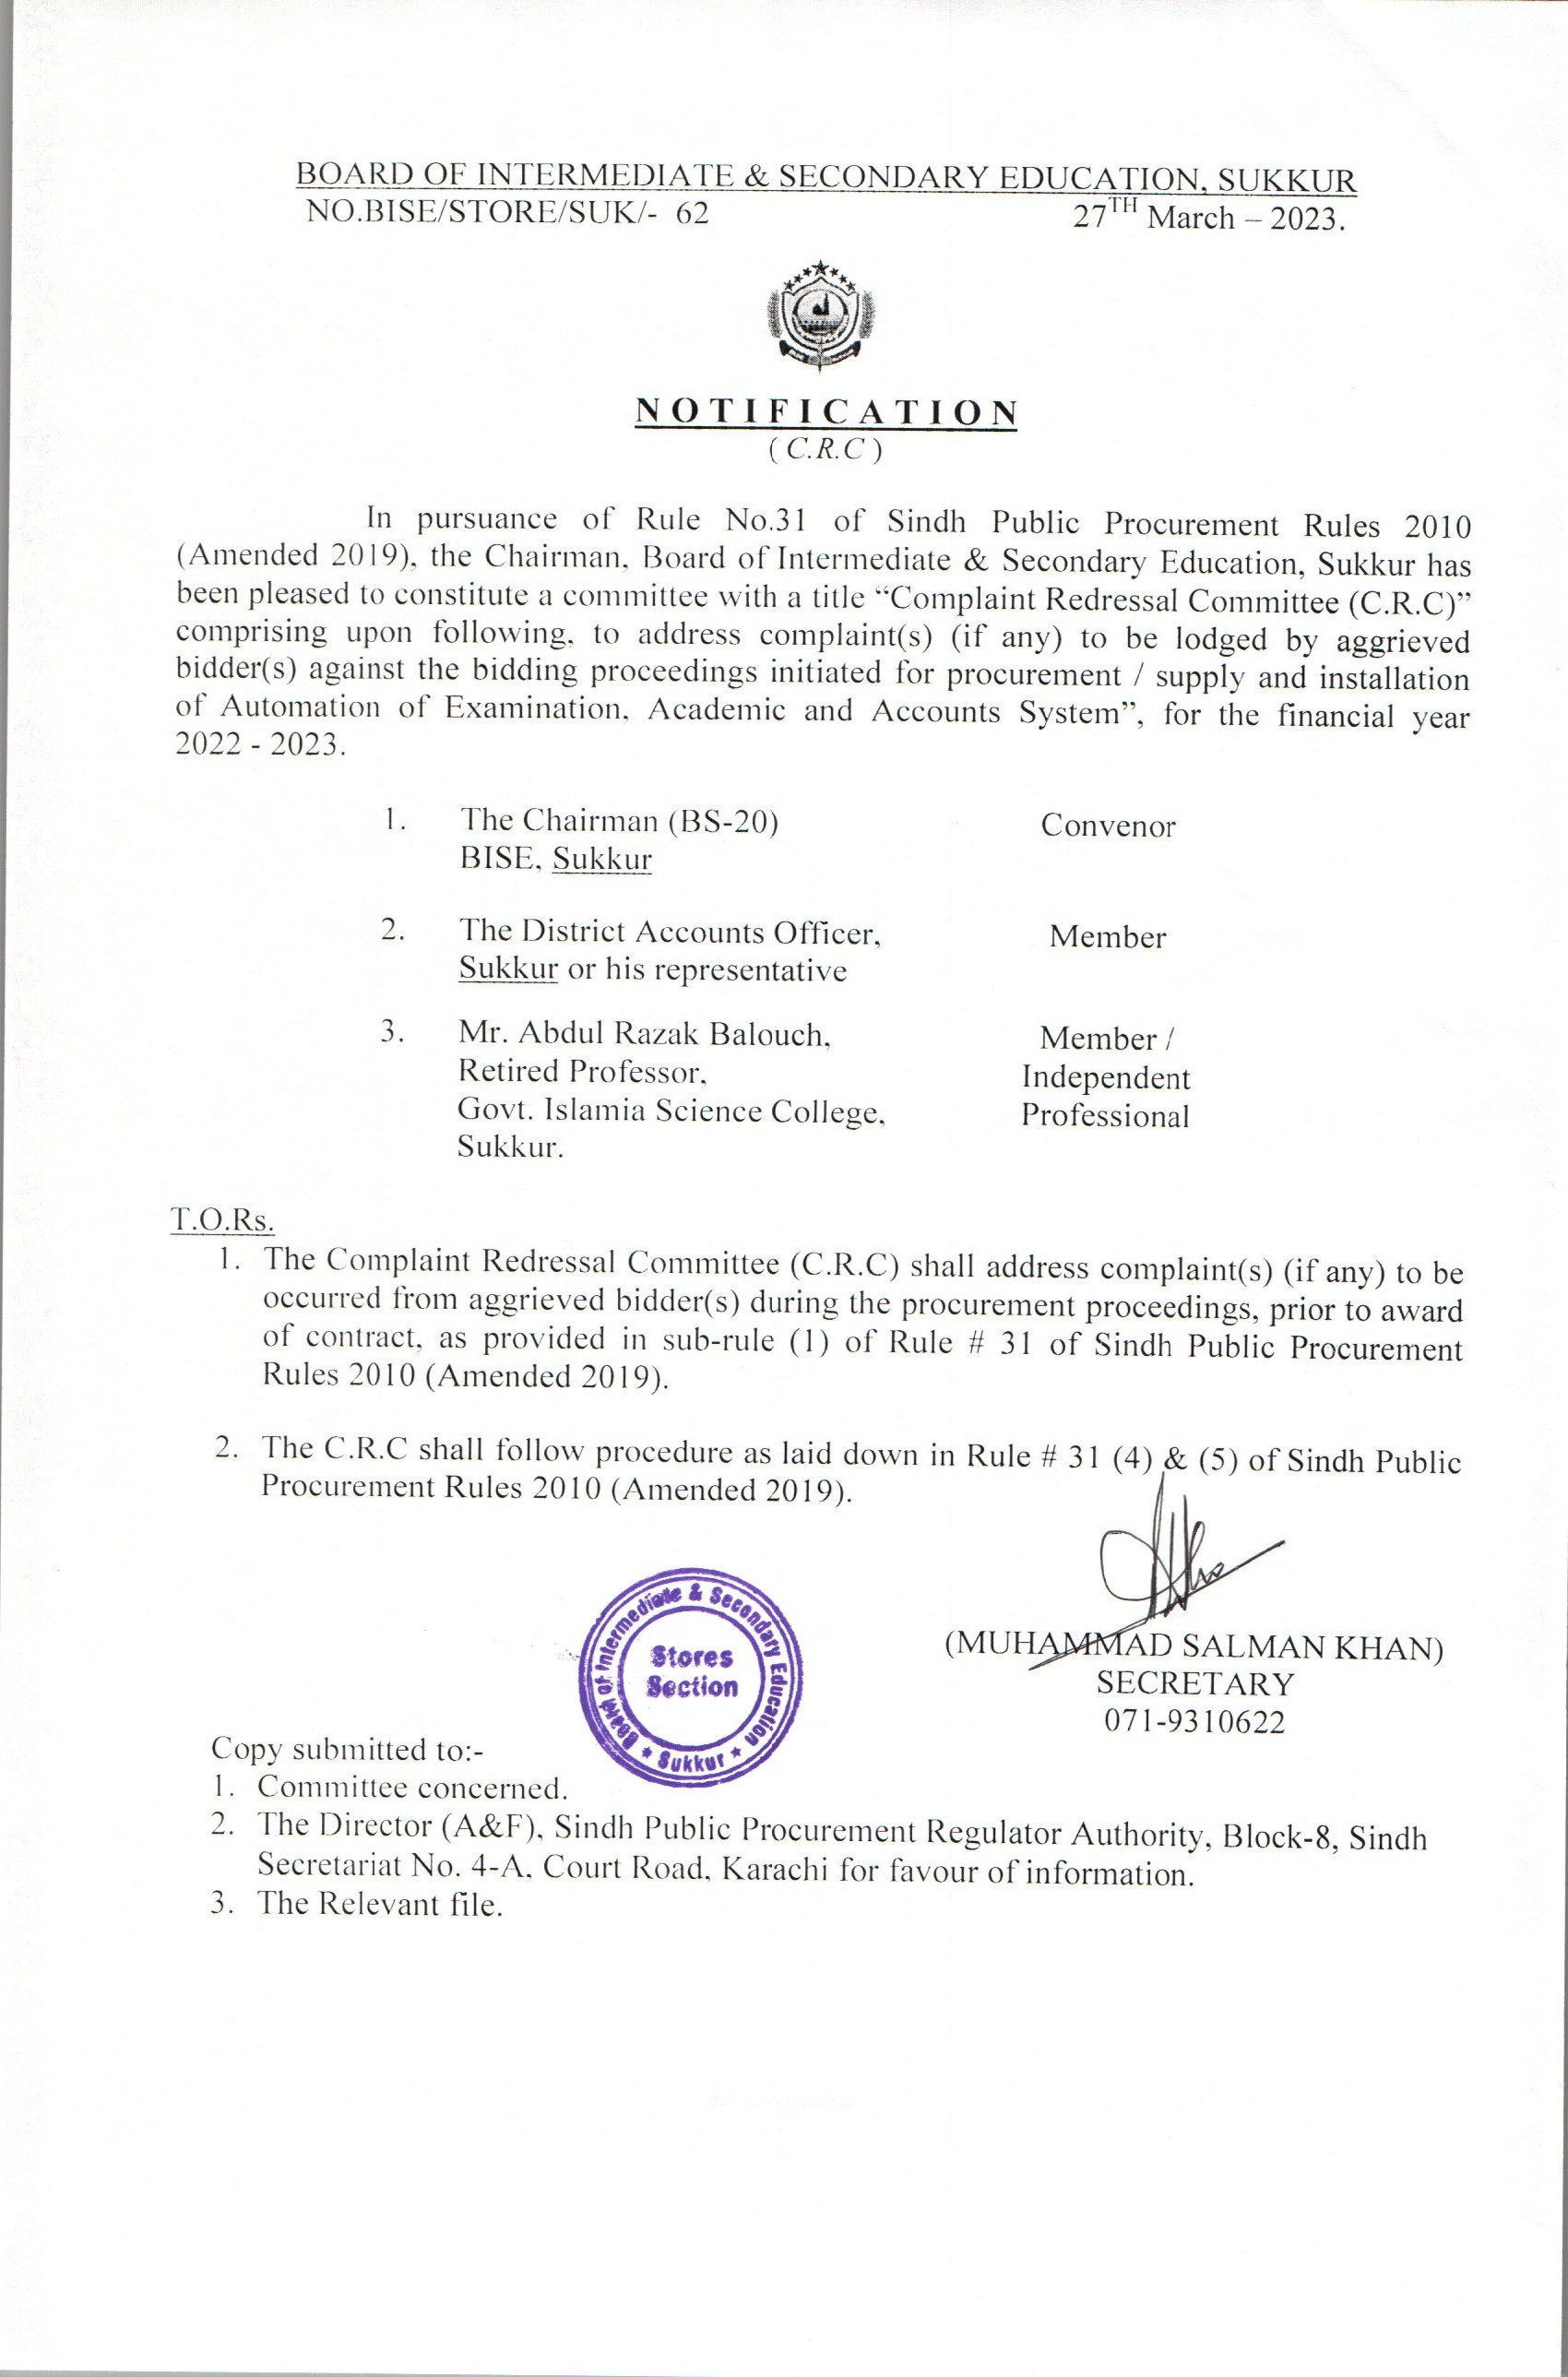 BOARD OF INTERMEDIATE & SECONDARY EDUCATION, SUKKUR
NO.BISE/STORE/SUK/- 62 27TH March – 2023.
NOTIFICATION
( C.R.C )
In pursuance of Rule No.31 of Sindh Public Procurement Rules 2010
(Amended 2019), the Chairman, Board of Intermediate & Secondary Education, Sukkur has
been pleased to constitute a committee with a title “Complaint Redressal Committee (C.R.C)”
comprising upon following, to address complaint(s) (if any) to be lodged by aggrieved
bidder(s) against the bidding proceedings initiated for procurement / supply and installation
of Automation of Examination, Academic and Accounts System”, for the financial year
2022 - 2023.
1. The Chairman (BS-20) Convenor
BISE, Sukkur
2. The District Accounts Officer, Member
Sukkur or his representative
3. Mr. Abdul Razak Balouch, Member /
Retired Professor, Independent
Govt. Islamia Science College, Professional
Sukkur.
T.O.Rs.
1. The Complaint Redressal Committee (C.R.C) shall address complaint(s) (if any) to be
occurred from aggrieved bidder(s) during the procurement proceedings, prior to award
of contract, as provided in sub-rule (1) of Rule # 31 of Sindh Public Procurement
Rules 2010 (Amended 2019).
2. The C.R.C shall follow procedure as laid down in Rule # 31 (4) & (5) of Sindh Public
Procurement Rules 2010 (Amended 2019).
Board of Intermediate & Secondary Education
Stores
Section
★ Sukkur ★
(MUHAMMAD SALMAN KHAN)
SECRETARY
071-9310622
Copy submitted to:-
1. Committee concerned.
2. The Director (A&F), Sindh Public Procurement Regulator Authority, Block-8, Sindh
Secretariat No. 4-A, Court Road, Karachi for favour of information.
3. The Relevant file.